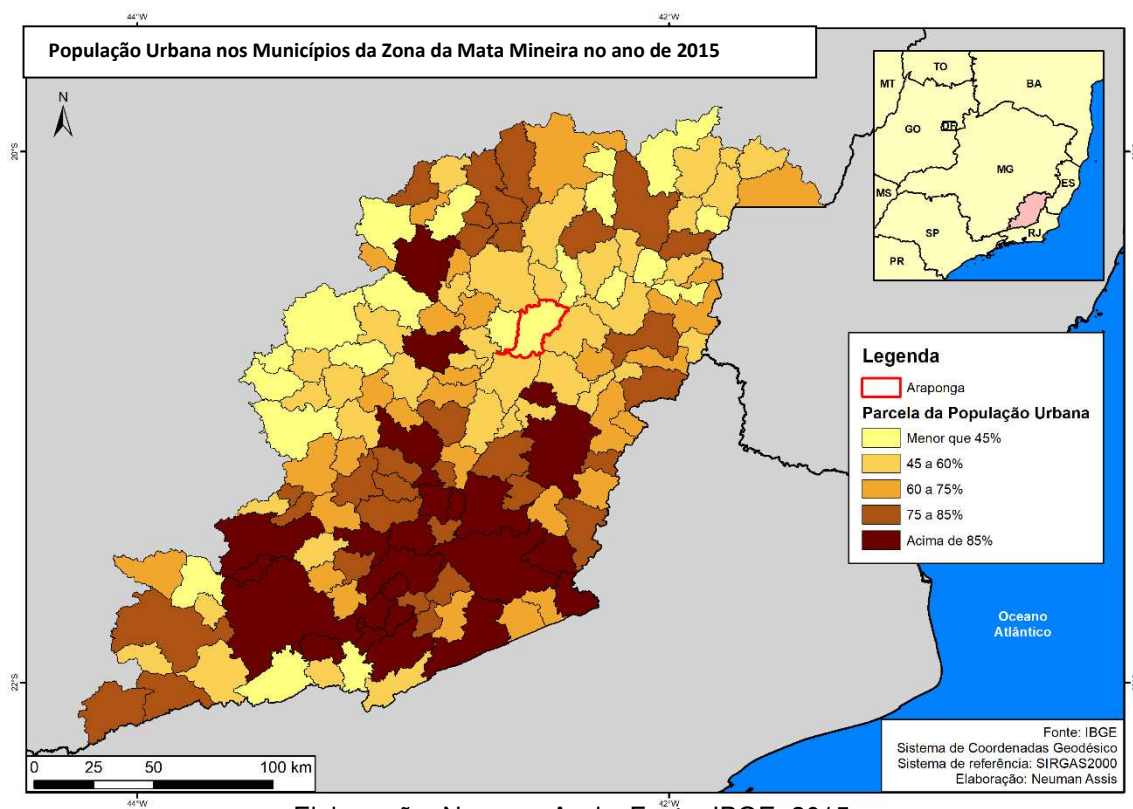 44°W
42°W
População Urbana nos Municípios da Zona da Mata Mineira no ano de 2015
N
20°S
TO
MT
BA
GO
DF
MG
MS
ES
SP
RJ
PR
Legenda
Araponga
Parcela da População Urbana
Menor que 45%
45 a 60%
60 a 75%
75 a 85%
Acima de 85%
Oceano
Atlântico
22°S
Fonte: IBGE
Sistema de Coordenadas Geodésico
Sistema de referência: SIRGAS2000
Elaboração: Neuman Assis
0 25 50 100 km
44°W
42°W